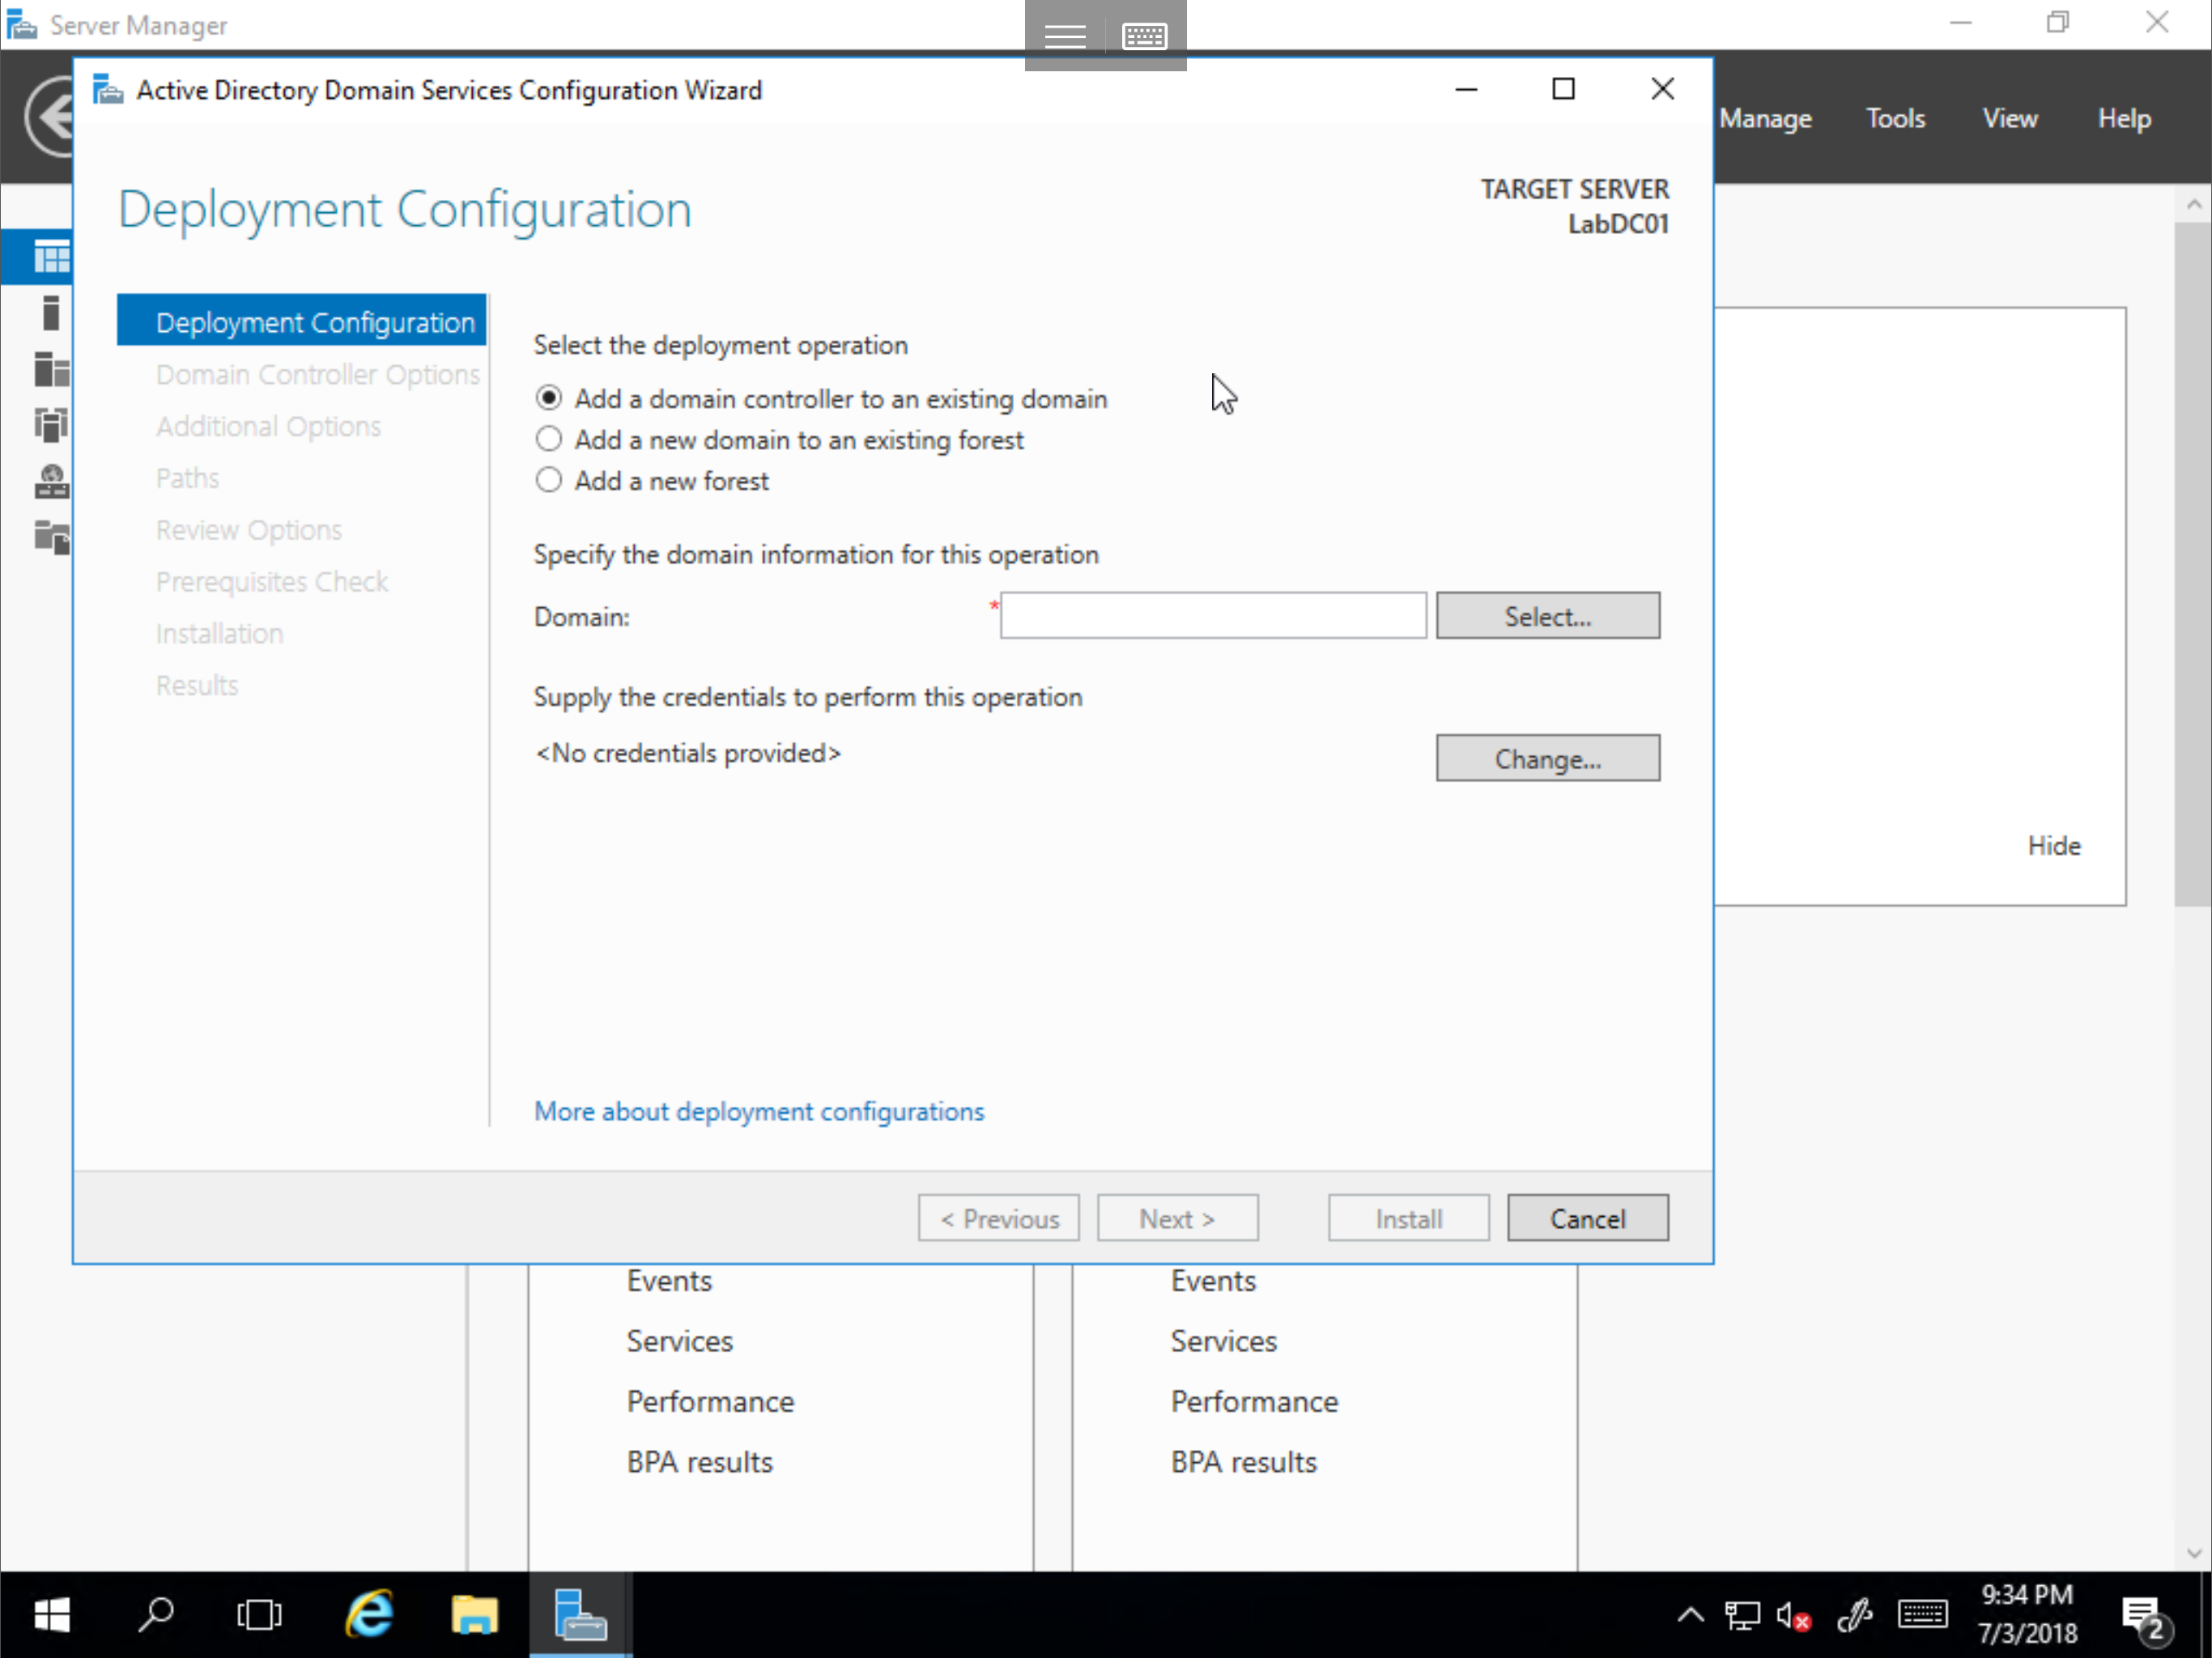 Server Manager
Active Directory Domain Services Configuration Wizard
Manage Tools View Help
Deployment Configuration
TARGET SERVER
LabDC01
Deployment Configuration
Domain Controller Options
Additional Options
Paths
Review Options
Prerequisites Check
Installation
Results
Select the deployment operation
Add a domain controller to an existing domain
Add a new domain to an existing forest
Add a new forest
Specify the domain information for this operation
Domain: * Select...
Supply the credentials to perform this operation
<No credentials provided> Change...
Hide
More about deployment configurations
< Previous Next > Install Cancel
Events Events
Services Services
Performance Performance
BPA results BPA results
9:34 PM
7/3/2018
2